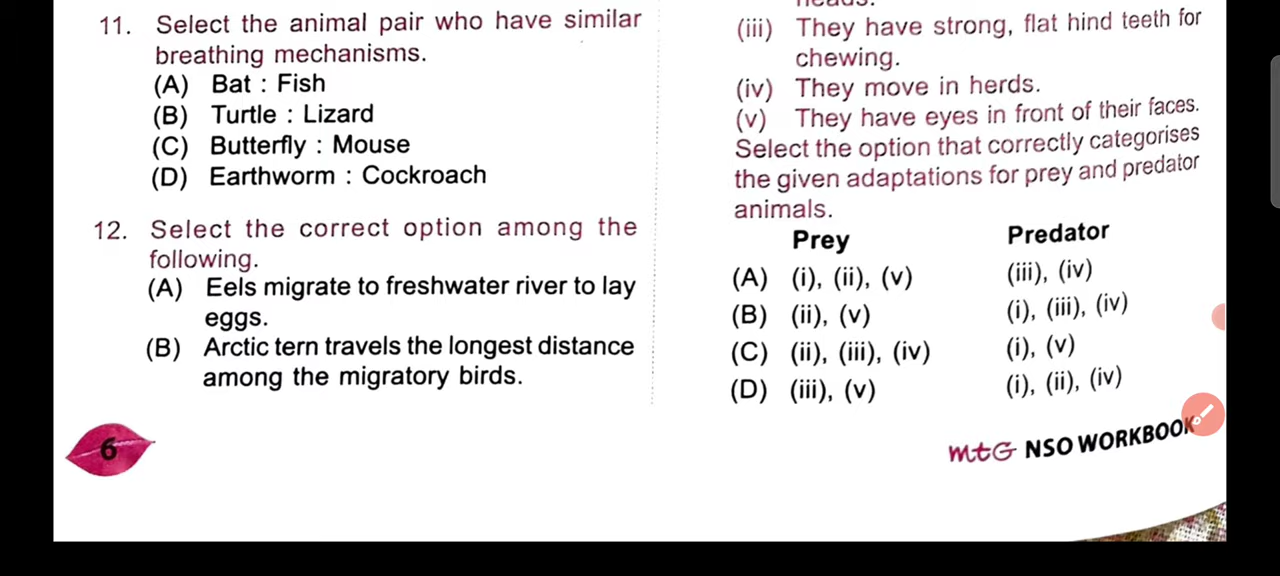 11. Select the animal pair who have similar
breathing mechanisms.
(A) Bat : Fish
(B) Turtle : Lizard
(C) Butterfly : Mouse
(D) Earthworm : Cockroach
12. Select the correct option among the
following.
(A) Eels migrate to freshwater river to lay
eggs.
(B) Arctic tern travels the longest distance
among the migratory birds.
6
(iii) They have strong, flat hind teeth for
chewing.
(iv) They move in herds.
(v) They have eyes in front of their faces.
Select the option that correctly categorises
the given adaptations for prey and predator
animals.
Prey Predator
(A) (i), (ii), (v) (iii), (iv)
(B) (ii), (v) (i), (iii), (iv)
(C) (ii), (iii), (iv) (i), (v)
(D) (iii), (v) (i), (ii), (iv)
mtG NSO WORKBOOK